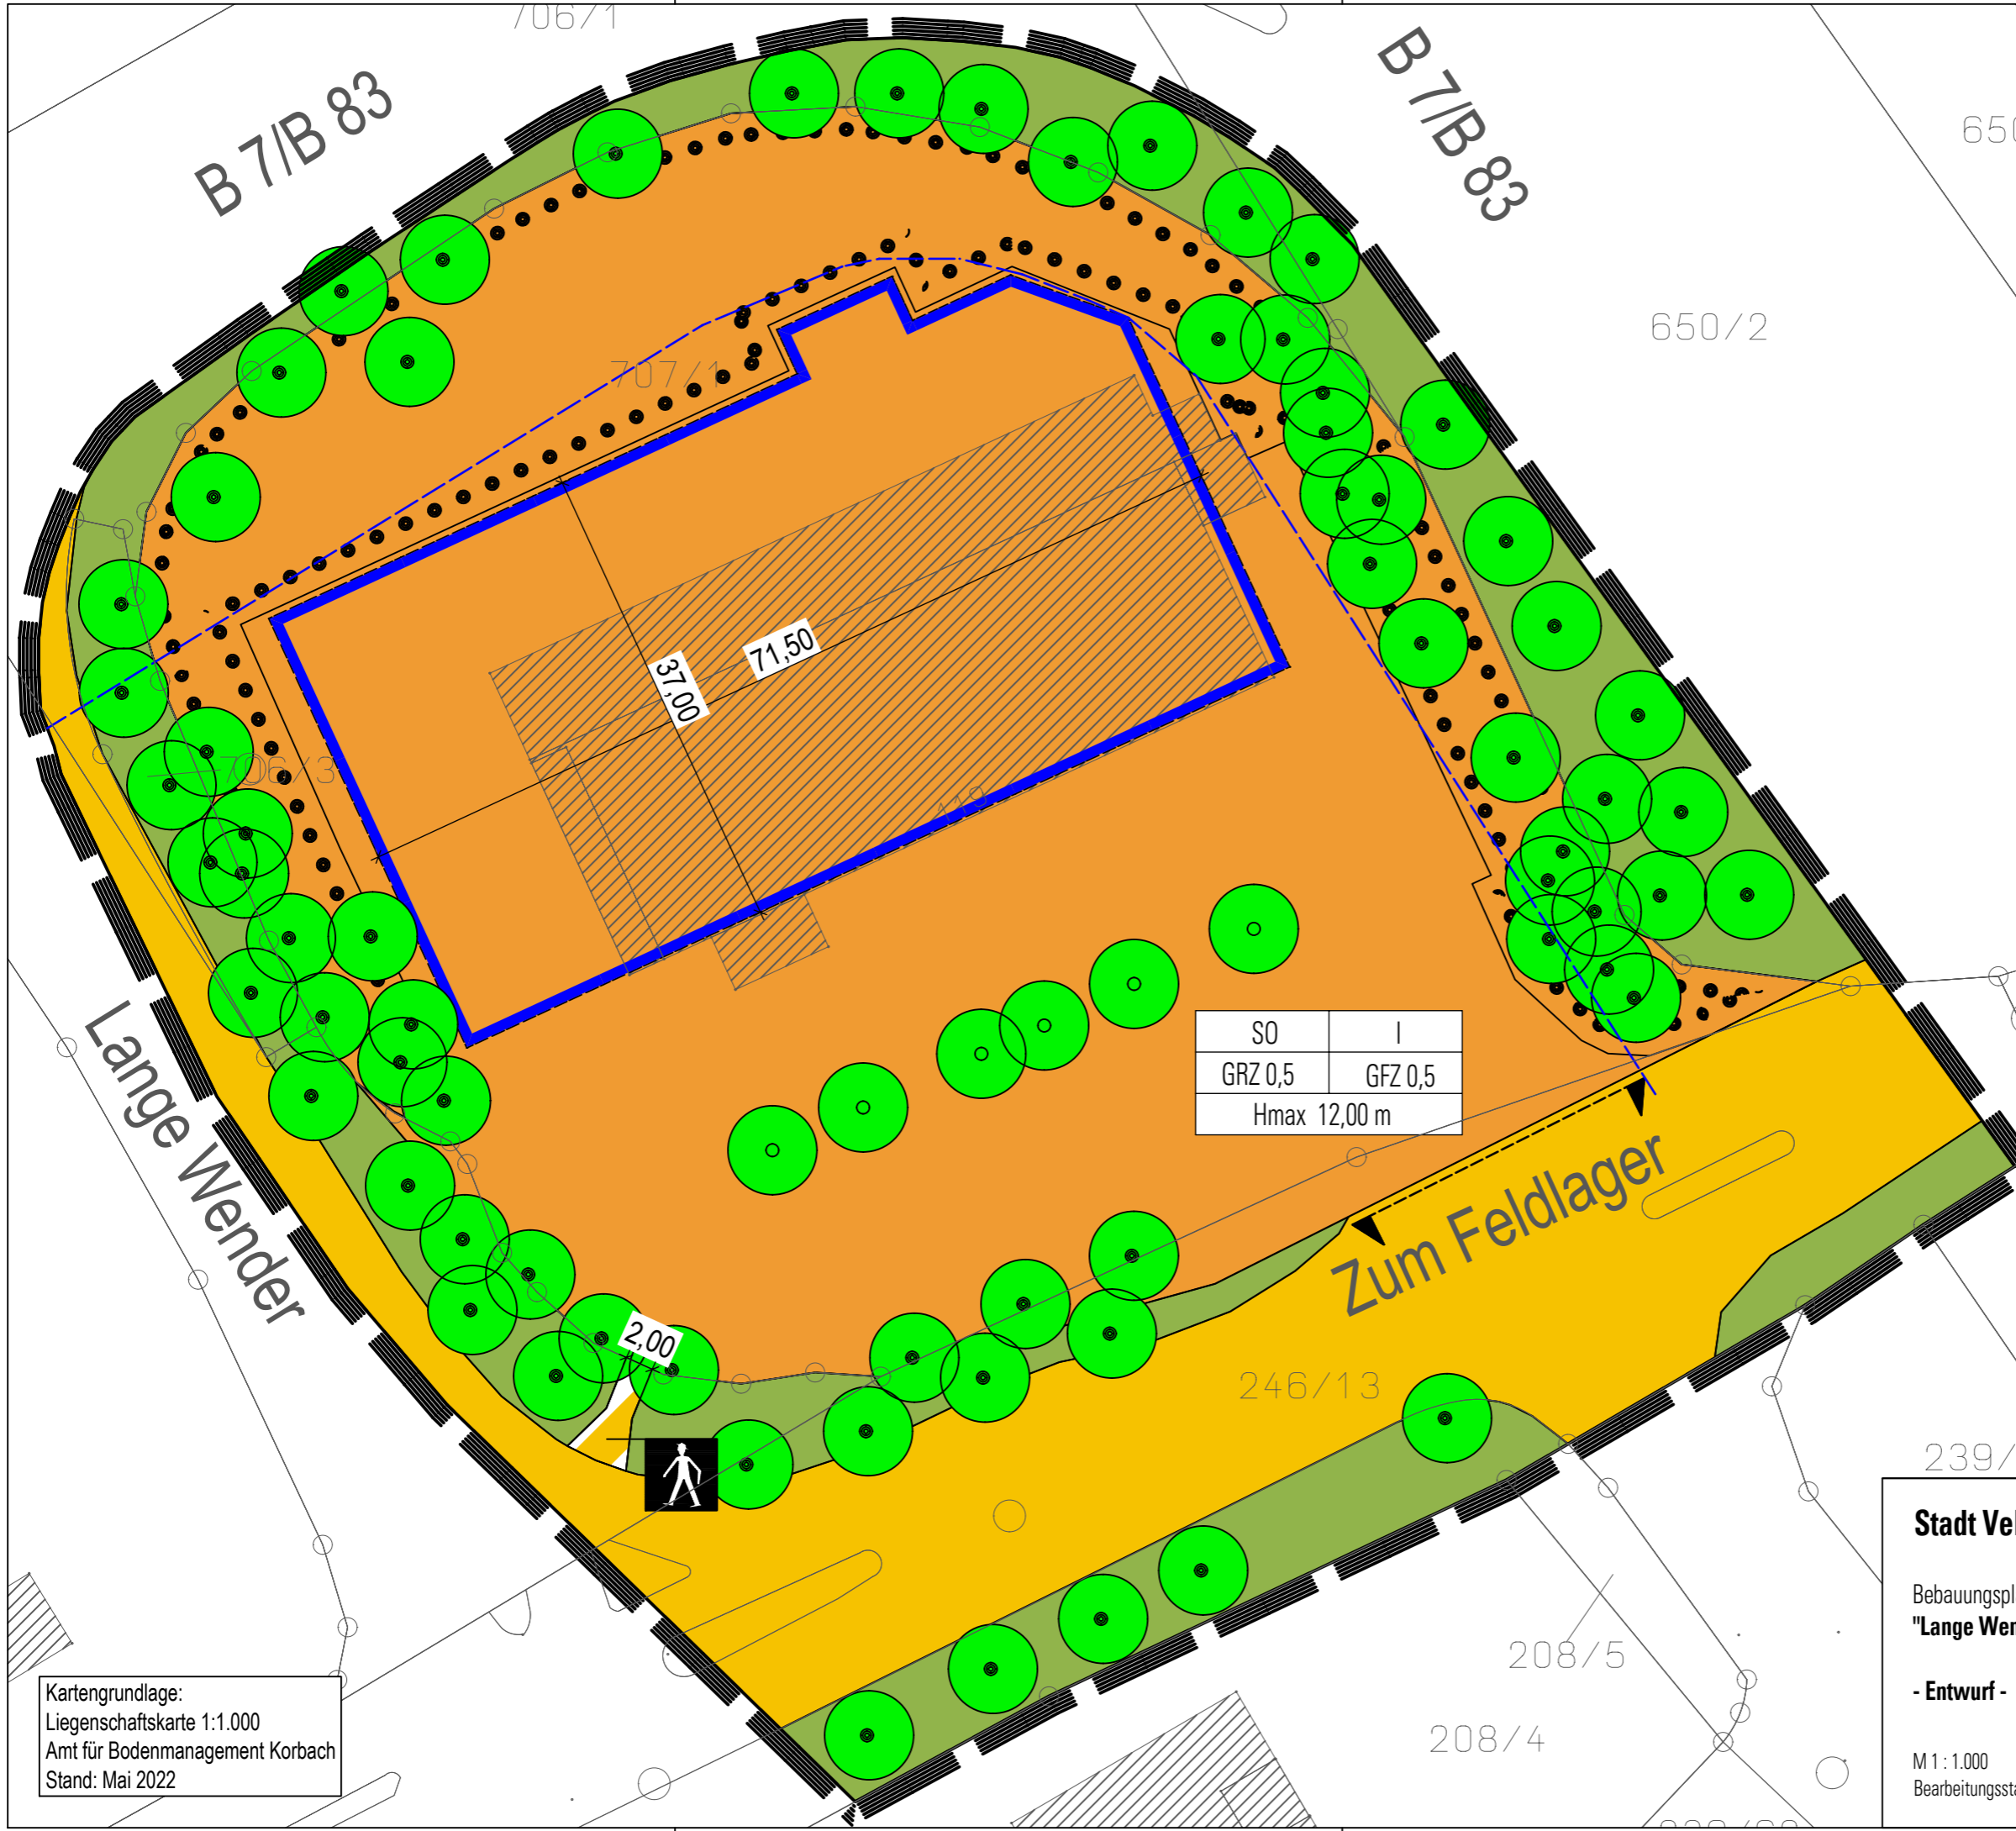 706/1
B 7/B 83
B 7/B 83
650/2
707/1
71,50
37,00
706/3
SO I
GRZ 0,5 GFZ 0,5
Hmax 12,00 m
Lange Wender
Zum Feldlager
2,00
246/13
239/
208/5
208/4
Kartengrundlage:
Liegenschaftskarte 1:1.000
Amt für Bodenmanagement Korbach
Stand: Mai 2022
Stadt
Bebauungspl
"Lange Wen
- Entwurf -
M 1 : 1.000
Bearbeitungssta